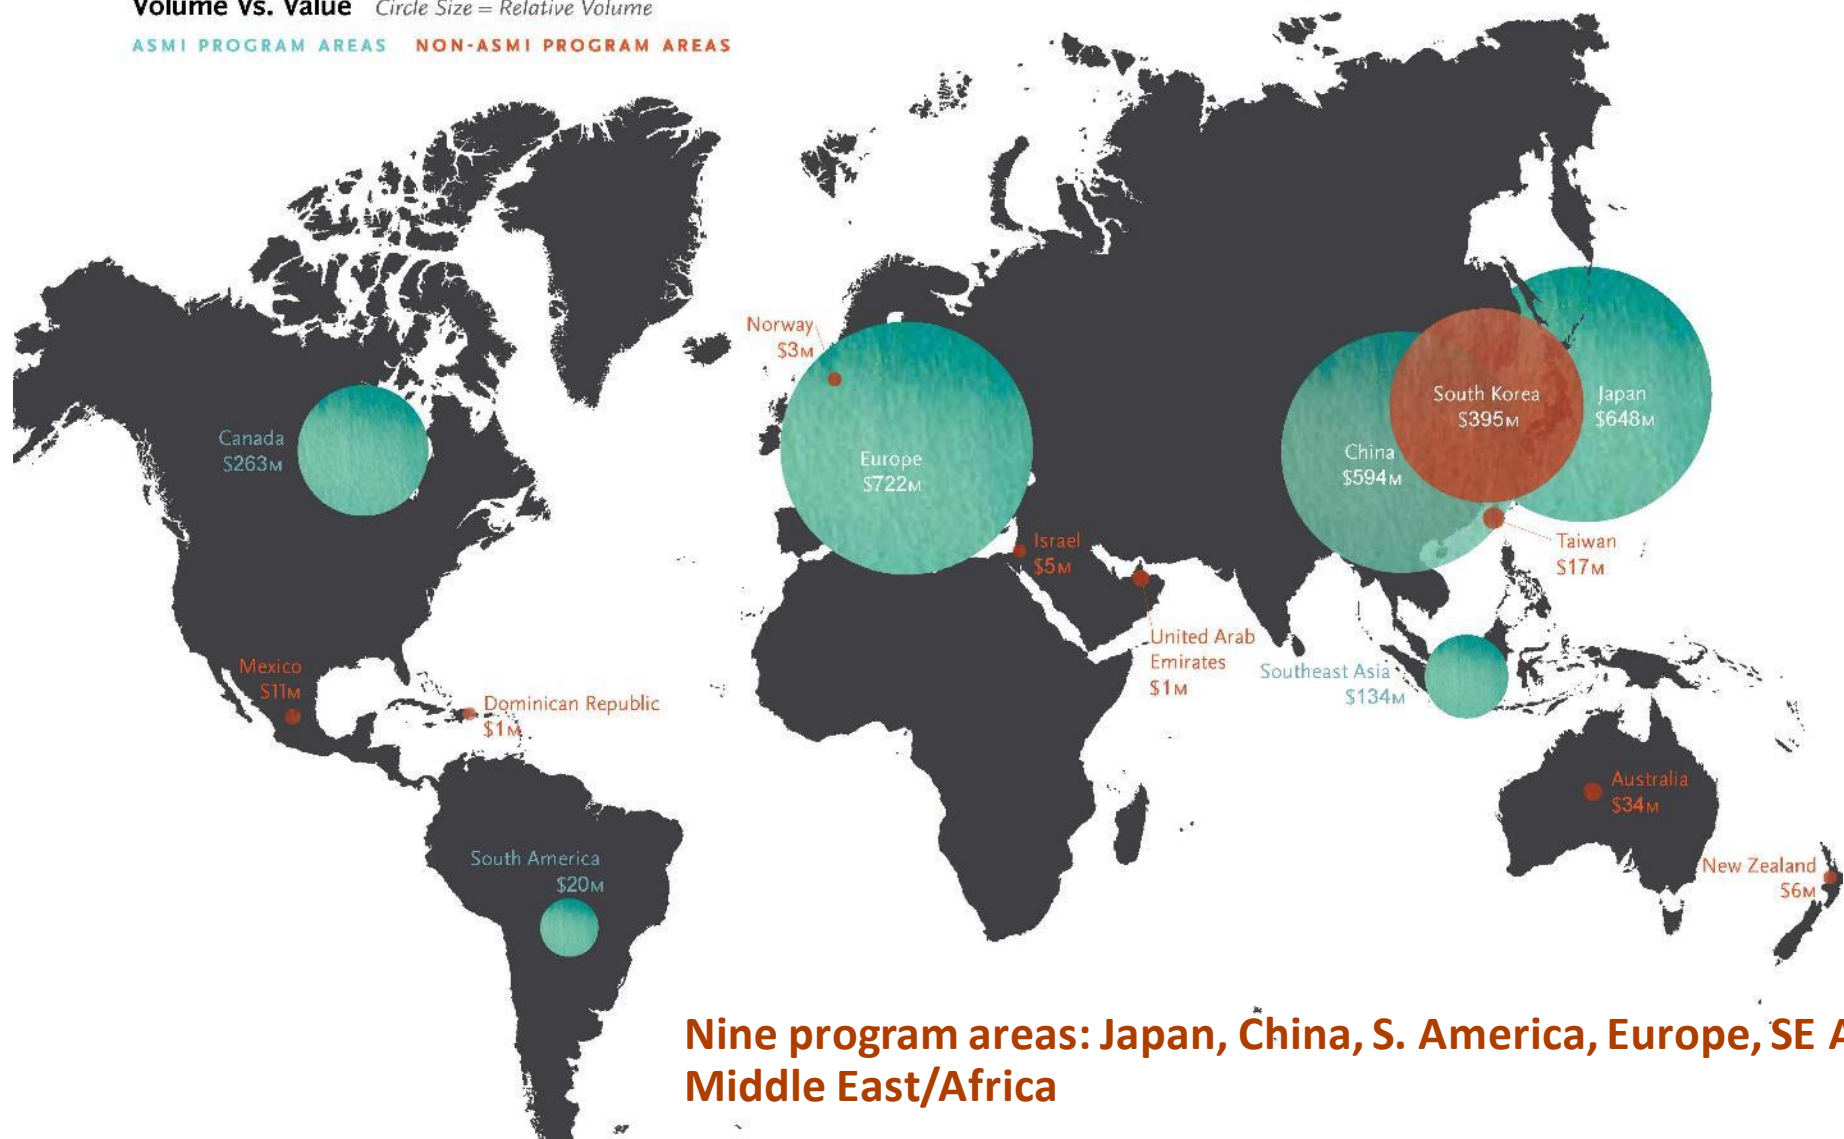 Volume Vs. Value Circle Size = Relative Volume
ASMI PROGRAM AREAS NON-ASMI PROGRAM AREAS
Norway
$3M
Canada
$263M
Europe
$722M
South Korea
$395M
Japan
$648M
China
$594M
Israel
$5M
Taiwan
$17M
United Arab
Emirates
$1M
Southeast Asia
$134M
Mexico
$11M
Dominican Republic
$1M
Australia
$34M
South America
$20M
New Zealand
$6M
Nine program areas: Japan, China, S. America, Europe, SE
Middle East/Africa